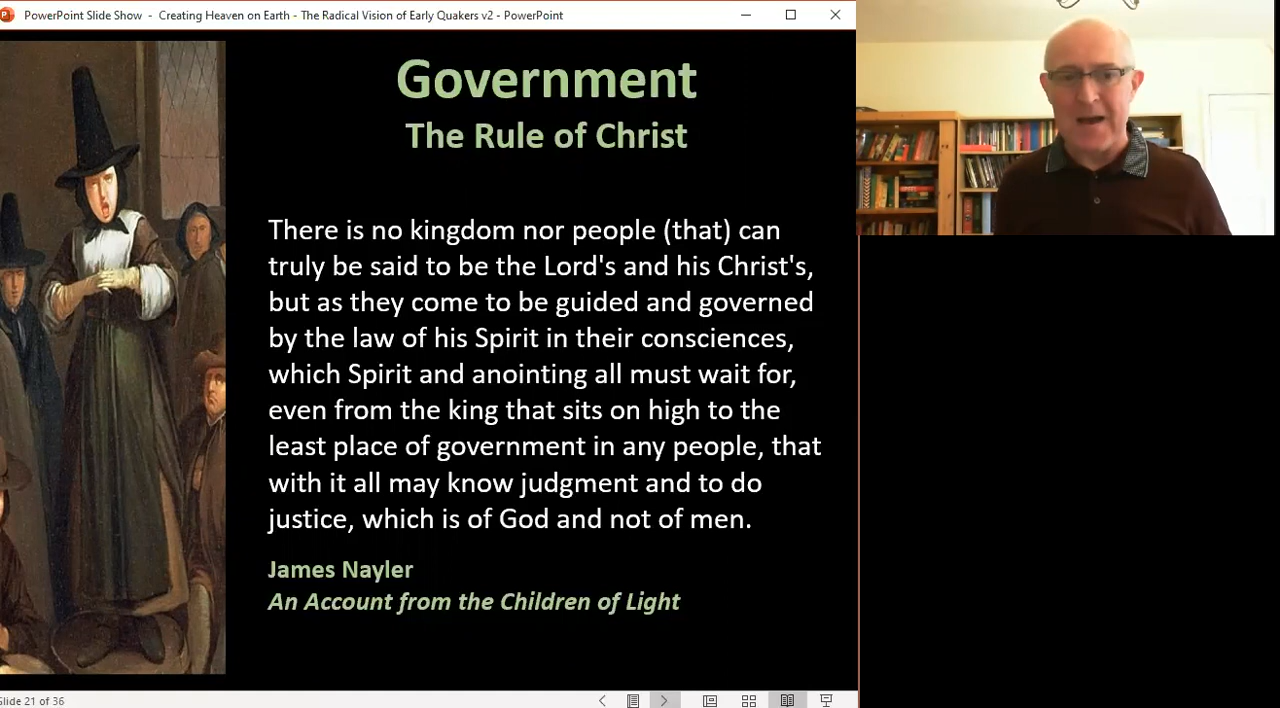 PowerPoint Slide Show - Creating Heaven on Earth - The Radical Vision of Early Quakers v2 - PowerPoint
Government
The Rule of Christ
There is no kingdom nor people (that) can
truly be said to be the Lord's and his Christ's,
but as they come to be guided and governed
by the law of his Spirit in their consciences,
which Spirit and anointing all must wait for,
even from the king that sits on high to the
least place of government in any people, that
with it all may know judgment and to do
justice, which is of God and not of men.
James Nayler
An Account from the Children of Light
Slide 21 of 36